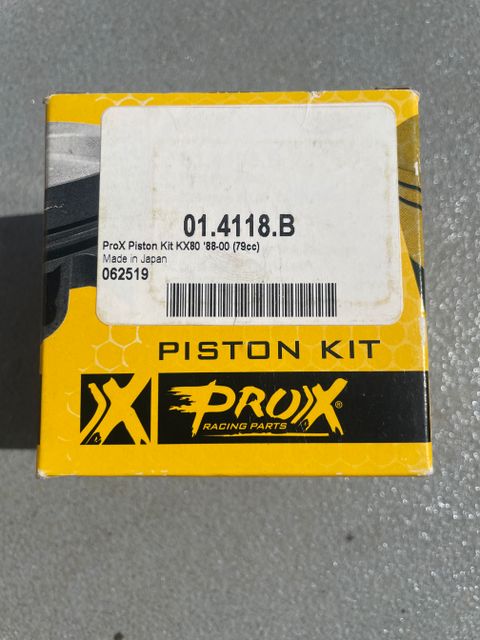 01.4118.B
ProX Piston Kit KX80 '88-00 (79cc)
Made in Japan
062519
PISTON KIT
X PROX®
RACING PARTS